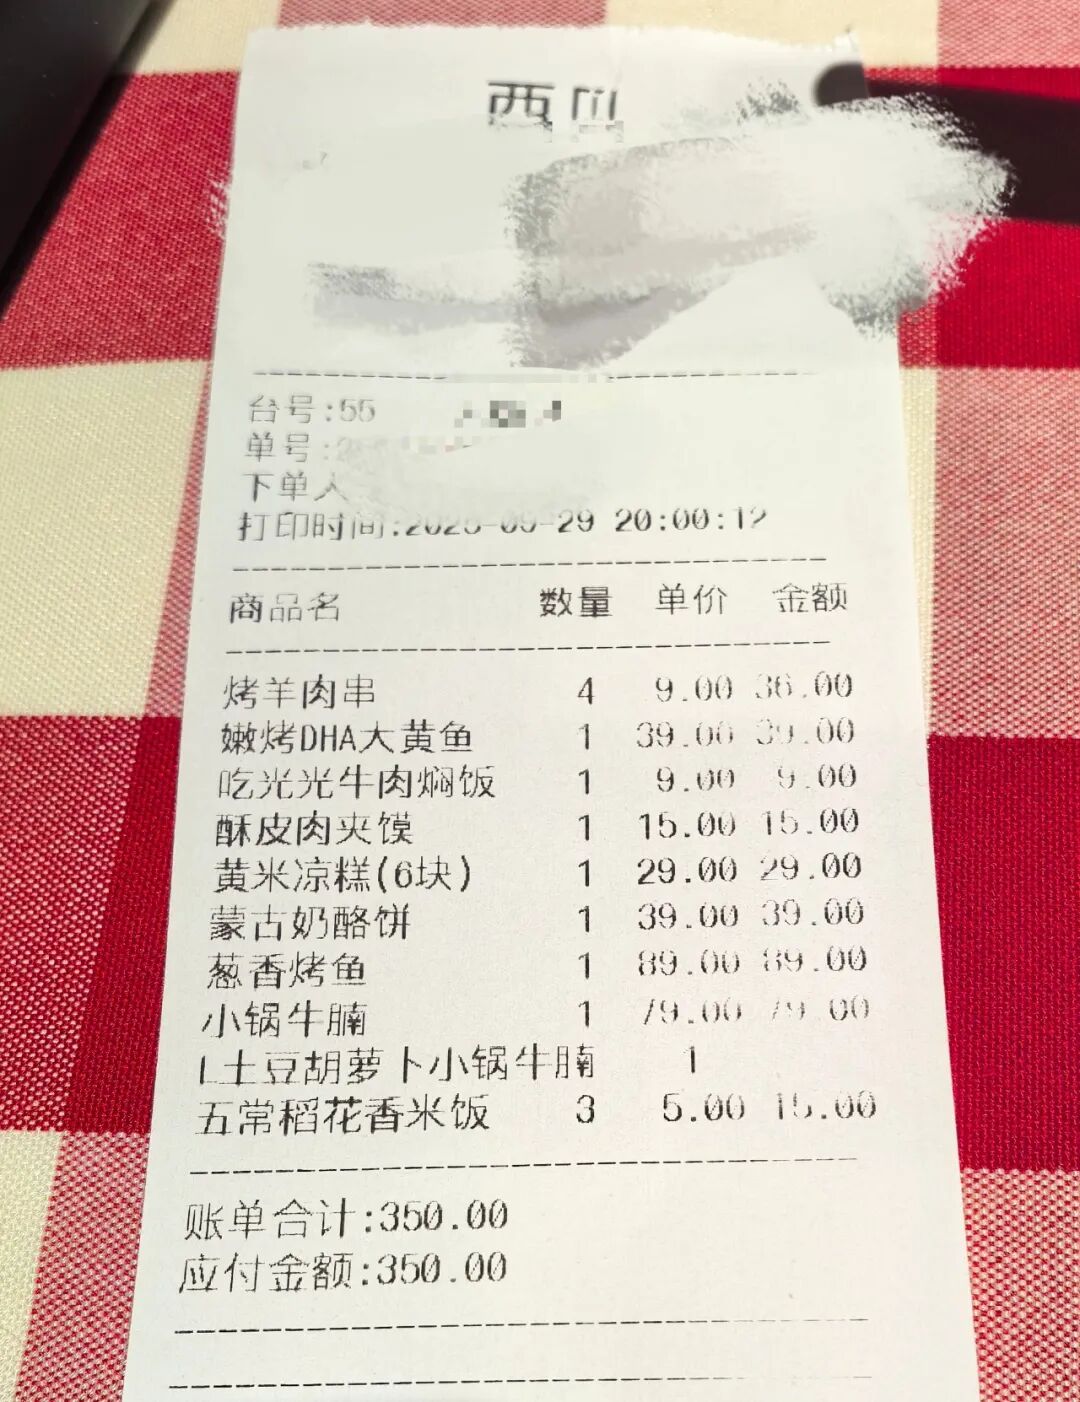 西
台号:55
单号:2
下单人
打印时间:2025-09-29 20:00:12
商品名 数量 单价 金额
烤羊肉串 4 9.00 36.00
嫩烤DHA大黄鱼 1 39.00 39.00
吃光光牛肉焖饭 1 9.00 9.00
酥皮肉夹馍 1 15.00 15.00
黄米凉糕(6块) 1 29.00 29.00
蒙古奶酪饼 1 39.00 39.00
葱香烤鱼 1 89.00 89.00
小锅牛腩 1 79.00 79.00
L土豆胡萝卜小锅牛腩 1
五常稻花香米饭 3 5.00 15.00
账单合计:350.00
应付金额:350.00